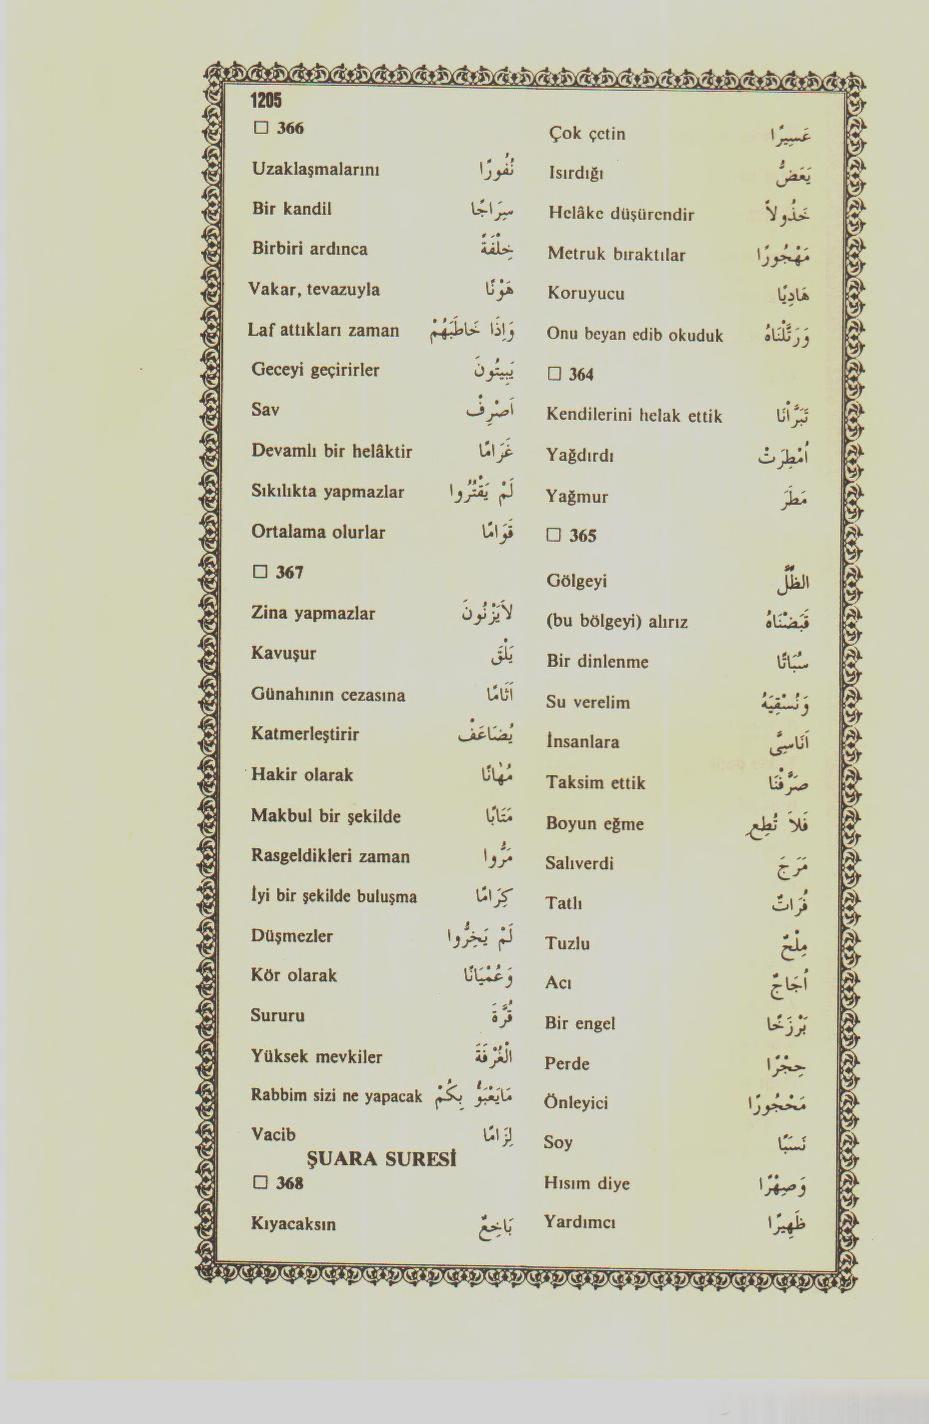 1205
Çok çetin عَسِيرًا
Isırdığı يَعَضُّ
Helâke düşürendir خَذُولاً
Metruk bıraktılar مَهْجُورًا
Koruyucu هَادِيًا
Onu beyan edib okuduk وَرَتَّلْنَاهُ
□ 364
Kendilerini helak ettik تَبَّرْأنَا
Yağdırdı اُمْطِرَتْ
Yağmur مَطَرَ
□ 365
Gölgeyi الظِّلَّ
(bu bölgeyi) alırız قَبَضْنَاهُ
Bir dinlenme سُبَاتًا
Su verelim وَنُسْقِيَهُ
İnsanlara اَنَاسِىَّ
Taksim ettik صَرَّفْنَا
Boyun eğme فَلاَ تُطِعِ
Salıverdi مَرَجَ
Tatlı فُرَاتٌ
Tuzlu مِلْحٌ
Acı اُجَاجٌ
Bir engel بَرْزَخًا
Perde حِجْرًا
Önleyici مَحْجُورًا
Soy نَسَبًا
Hısım diye وَصِهْرًا
Yardımcı ظَهِيرًا
□ 366
Uzaklaşmalarını نُفُورًا
Bir kandil سِرَاجًا
Birbiri ardınca خِلْفَةً
Vakar, tevazuyla هَوْنًا
Laf attıkları zaman وَاِذَا خَاطَبَهُمْ
Geceyi geçirirler يَبِيتُونَ
Sav اَصْرِفْ
Devamlı bir helâktir غَرَامًا
Sıkılıkta yapmazlar لَمْ يَقْتُرُوا
Ortalama olurlar قَوَامًا
□ 367
Zina yapmazlar لاَيَزْنُونَ
Kavuşur يَلْقَ
Günahının cezasına اَثَامًا
Katmerleştirir يُضَاعَفْ
Hakir olarak مُهَانًا
Makbul bir şekilde مَتَابًا
Rasgeldikleri zaman مَرُّوا
İyi bir şekilde buluşma كِرَامًا
Düşmezler لَمْ يَخِرُّوا
Kör olarak وَعُمْيَانًا
Sururu قُرَّةَ
Yüksek mevkiler الْغُرْفَةَ
Rabbim sizi ne yapacak مَايَعْبَؤُ بِكُمْ
Vacib لِزَامًا
ŞUARA SURESİ
□ 368
Kıyacaksın بَاخِعٌ